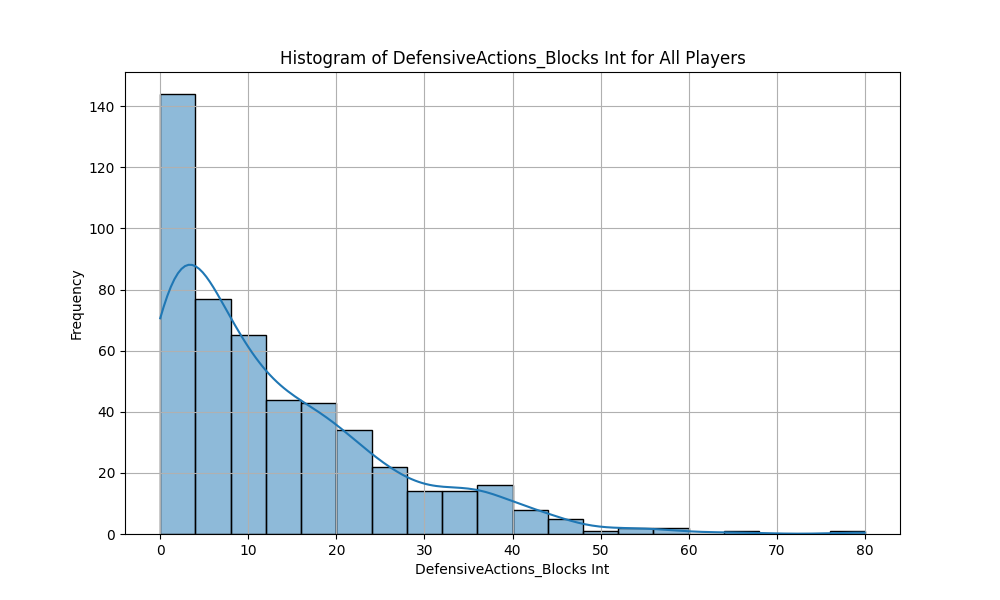 Histogram of DefensiveActions_Blocks Int for All Players
140
120
100
80
60
40
20
0
Frequency
0 10 20 30 40 50 60 70 80
DefensiveActions_Blocks Int